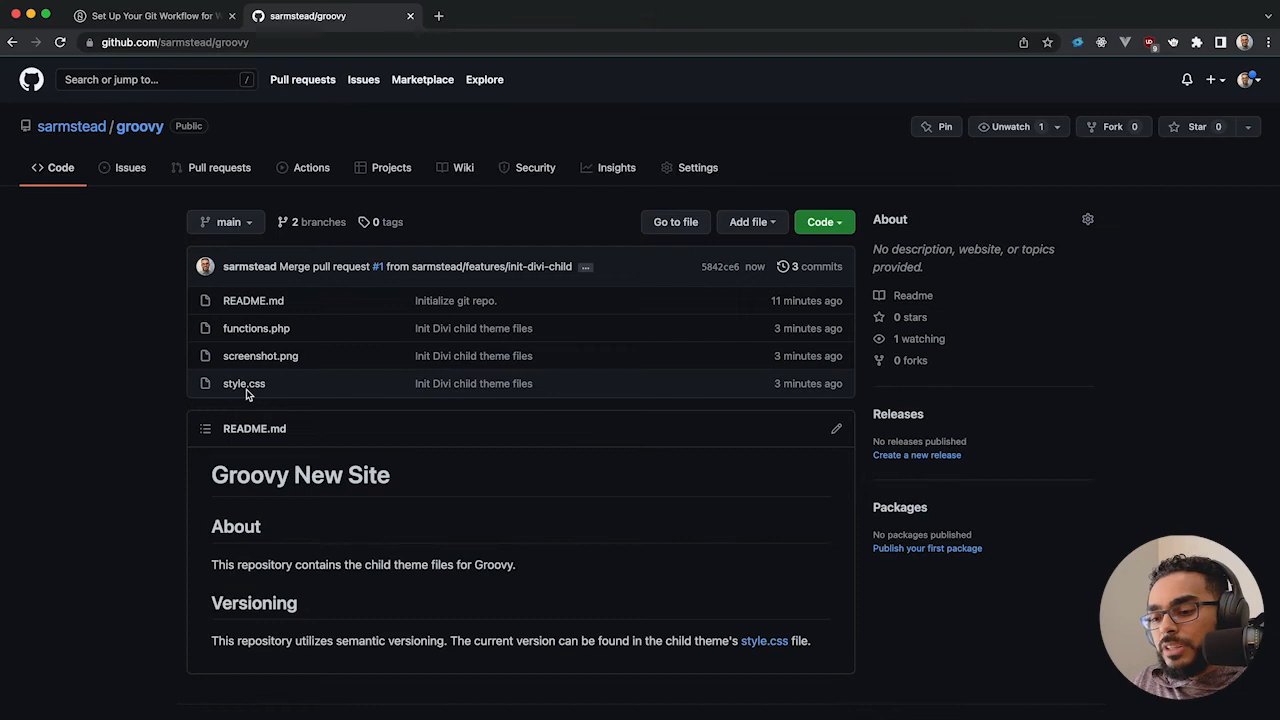 Set Up Your Git Workflow for W
sarmstead/groovy
github.com/sarmstead/groovy
9
Search or jump to...
/
Pull requests
Issues
Marketplace
Explore
sarmstead / groovy
Public
Pin
Unwatch 1
Fork 0
Star 0
Code
Issues
Pull requests
Actions
Projects
Wiki
Security
Insights
Settings
main
2 branches
0 tags
Go to file
Add file
Code
sarmstead Merge pull request #1 from sarmstead/features/init-divi-child ...
5842ce6 now
3 commits
README.md Initialize git repo. 11 minutes ago
functions.php Init Divi child theme files 3 minutes ago
screenshot.png Init Divi child theme files 3 minutes ago
style.css Init Divi child theme files 3 minutes ago
README.md
Groovy New Site
About
This repository contains the child theme files for Groovy.
Versioning
This repository utilizes semantic versioning. The current version can be found in the child theme's style.css file.
About
No description, website, or topics
provided.
Readme
0 stars
1 watching
0 forks
Releases
No releases published
Create a new release
Packages
No packages published
Publish your first package